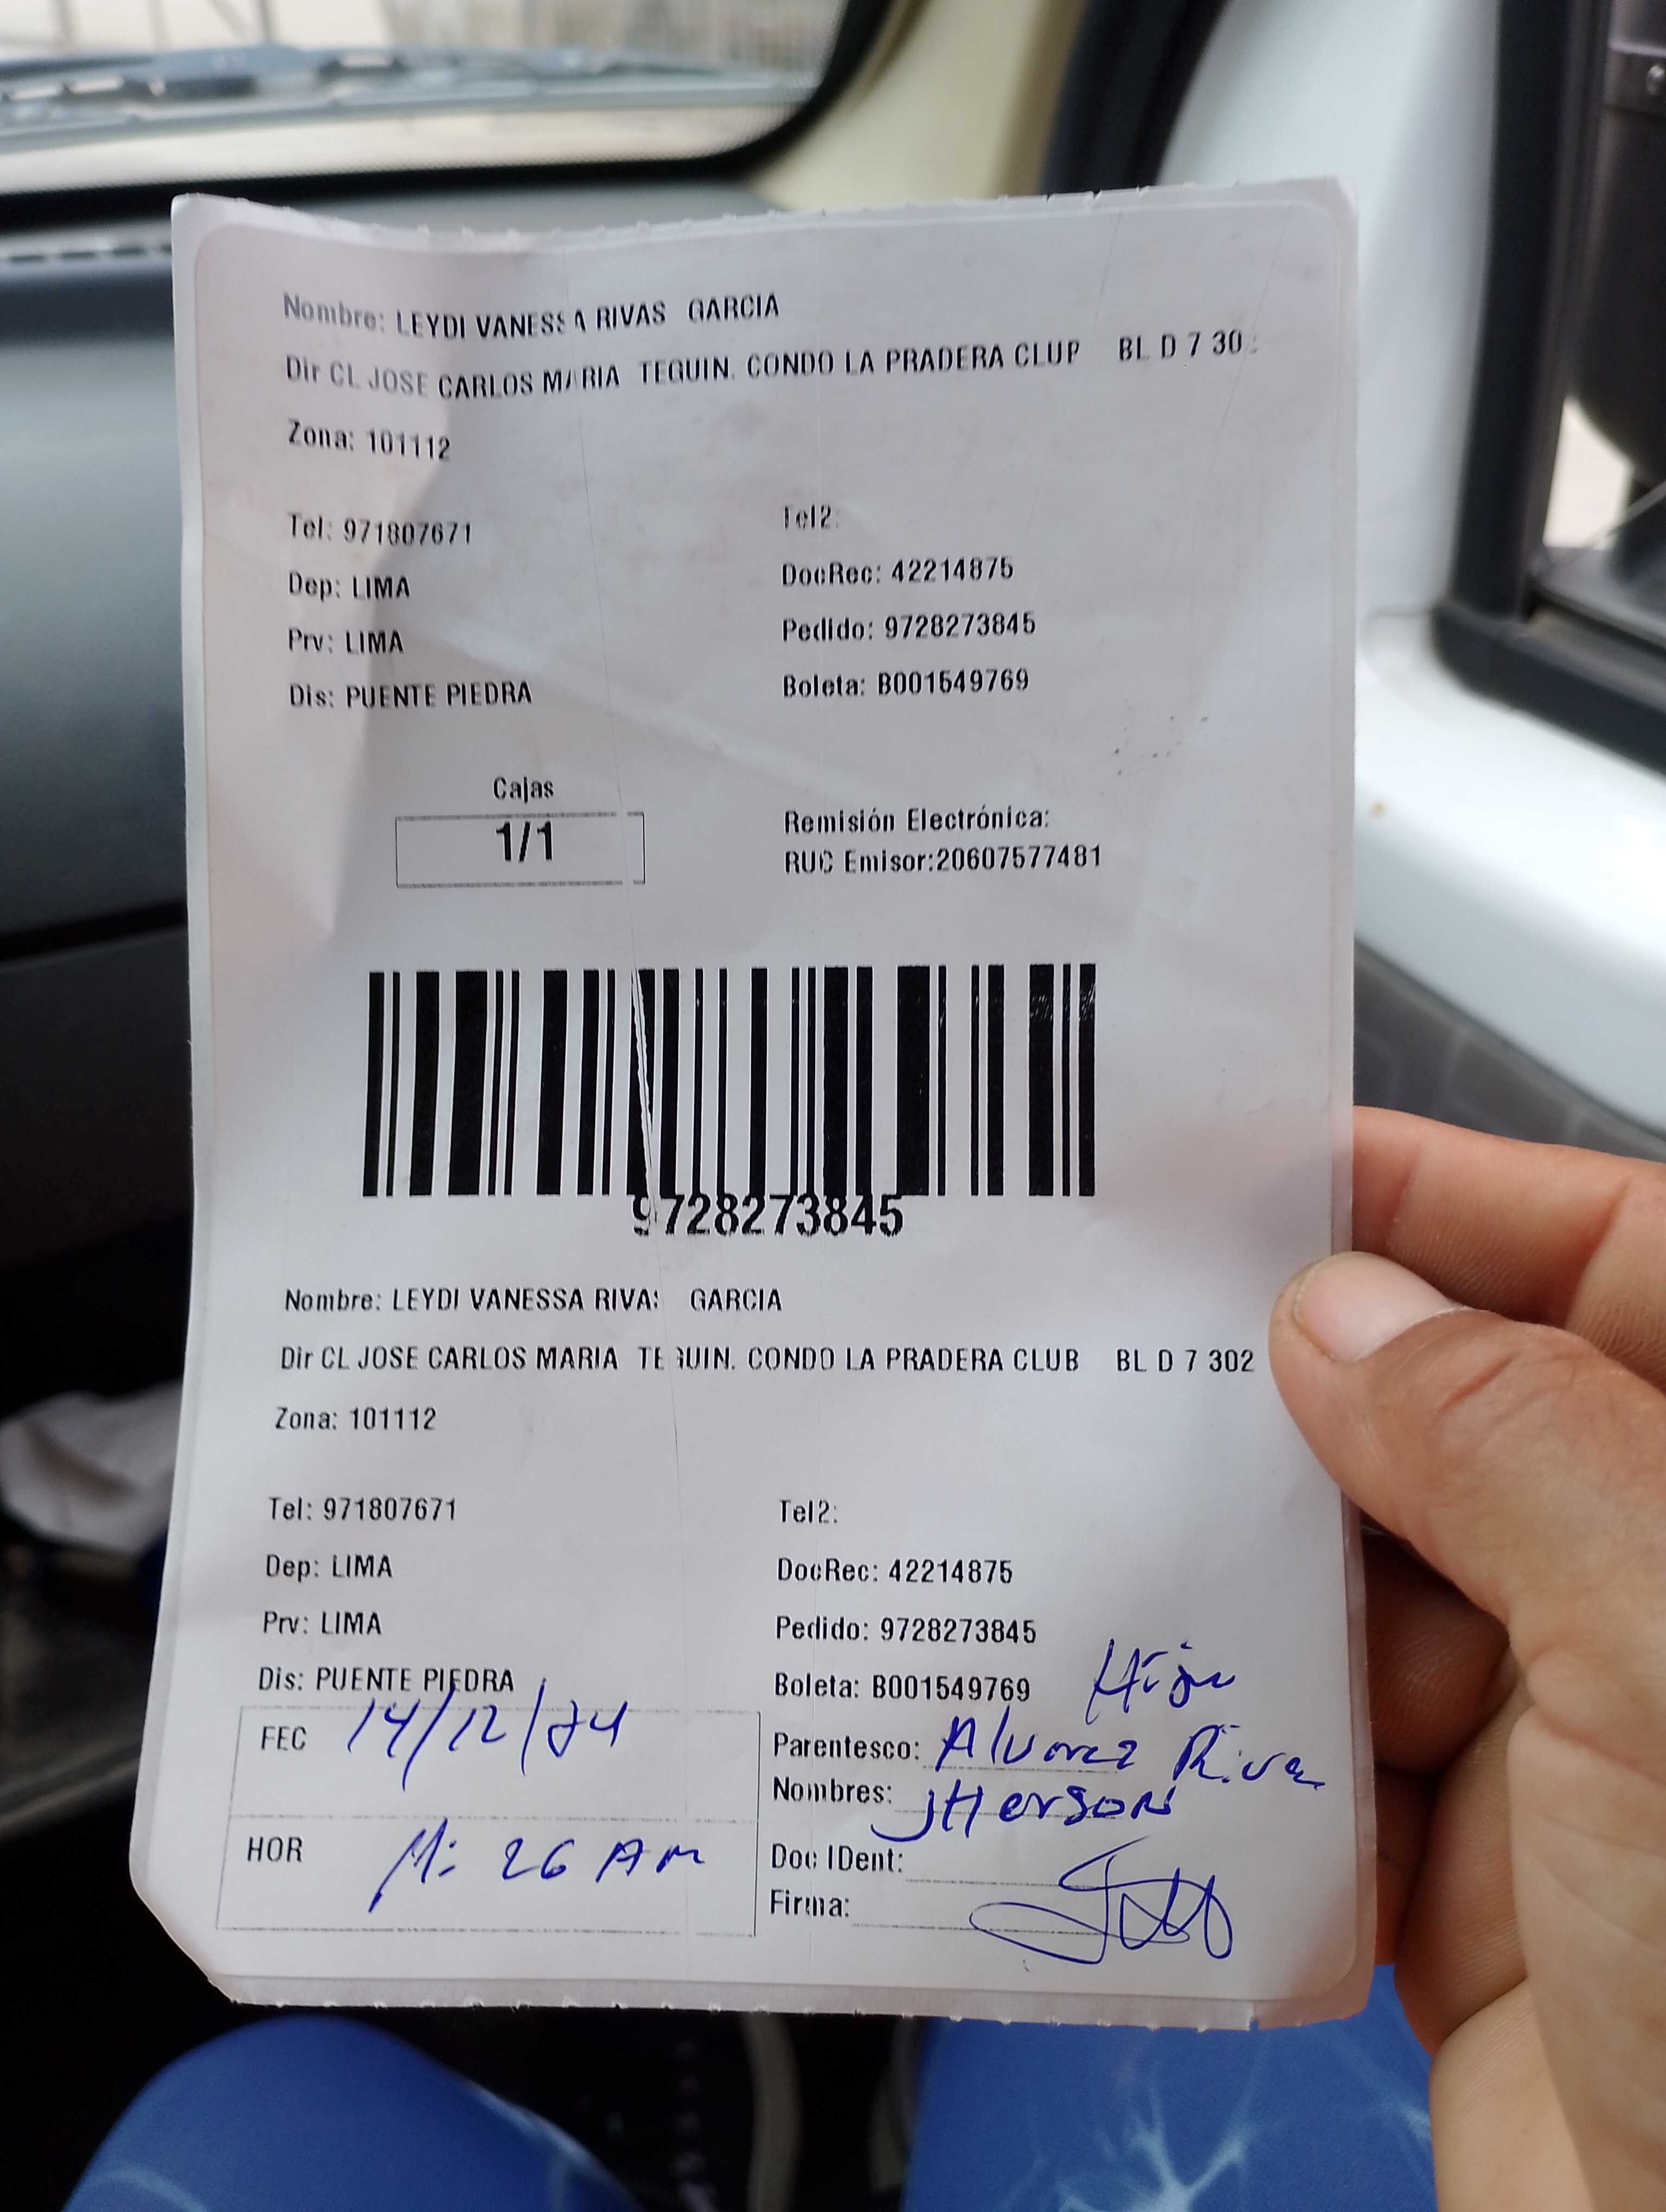 Nombre: LEYDI VANESSA RIVAS GARCIA
Dir CL JOSE CARLOS MARIA TEGUIN. CONDO LA PRADERA CLUB BL D 7 30
Zona: 101112
Tel: 971807671 Tel2:
Dep: LIMA DocRec: 42214875
Prv: LIMA Pedido: 9728273845
Dis: PUENTE PIEDRA Boleta: B001549769
Cajas
1/1
Remisión Electrónica:
RUC Emisor:20607577481
9728273845
Nombre: LEYDI VANESSA RIVAS GARCIA
Dir CL JOSE CARLOS MARIA TEGUIN. CONDO LA PRADERA CLUB BL D 7 302
Zona: 101112
Tel: 971807671 Tel2:
Dep: LIMA DocRec: 42214875
Prv: LIMA Pedido: 9728273845
Dis: PUENTE PIEDRA Boleta: B001549769 Hijo
FEC 14/12/24 Parentesco: Alvarez Rivas
Nombres: JHerson
HOR 11:26 AM Doc IDent:
Firma: